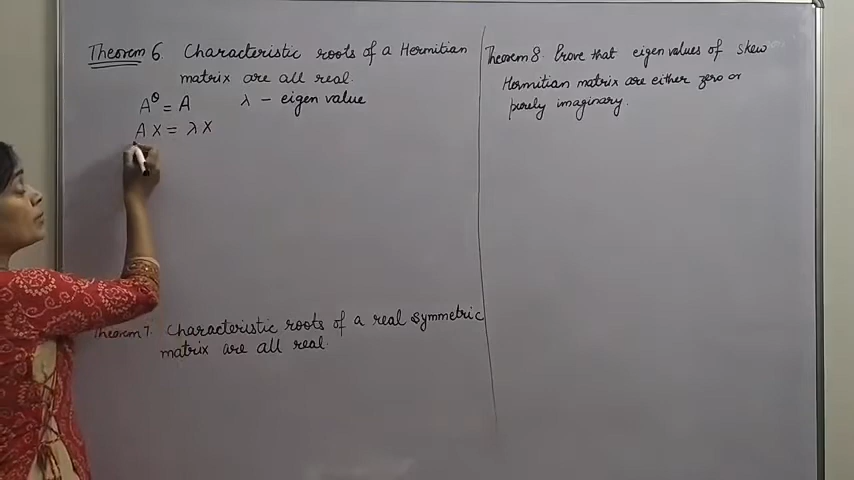 Theorem 6. Characteristic roots of a Hermitian
matrix are all real.
A^θ = A λ - eigen value
A X = λ X
Theorem 7. Characteristic roots of a real symmetric
matrix are all real.
Theorem 8. Prove that eigen values of skew
Hermitian matrix are either zero or
purely imaginary.